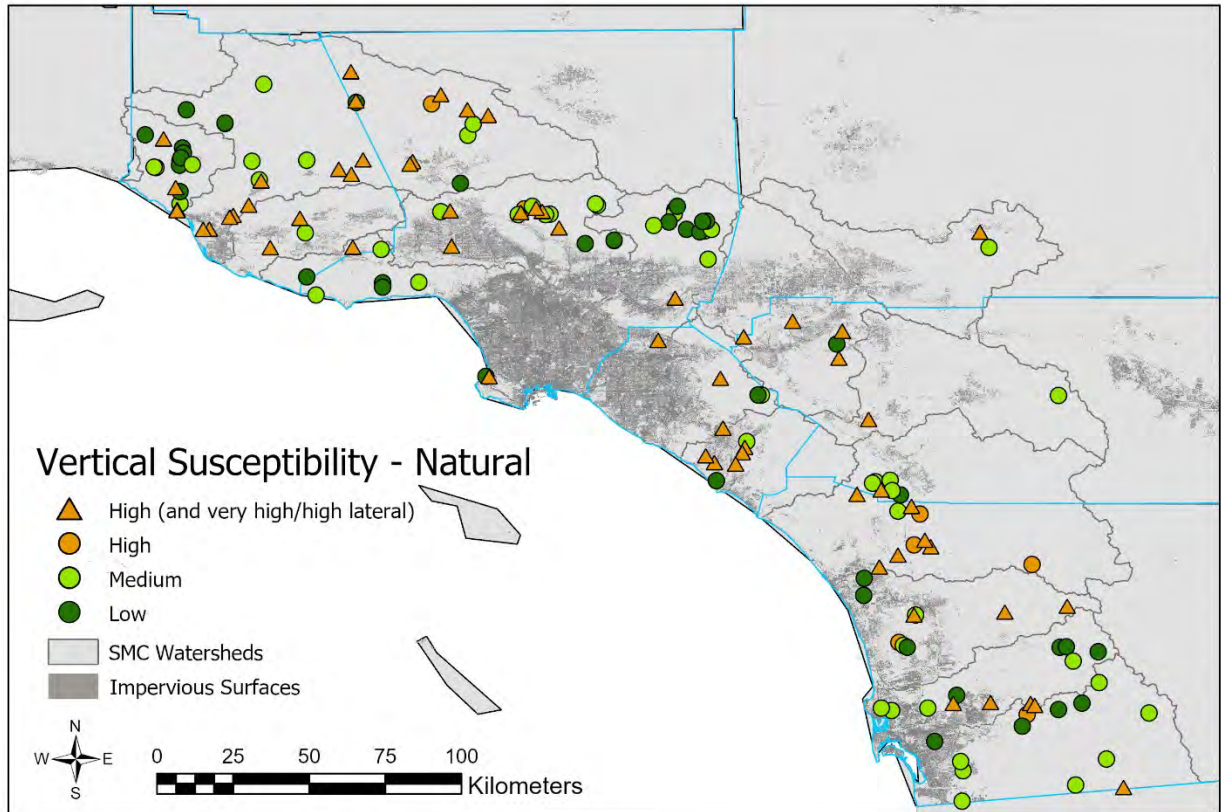 Vertical Susceptibility - Natural
High (and very high/high lateral)
High
Medium
Low
SMC Watersheds
Impervious Surfaces
N
W E
S
0 25 50 75 100
Kilometers